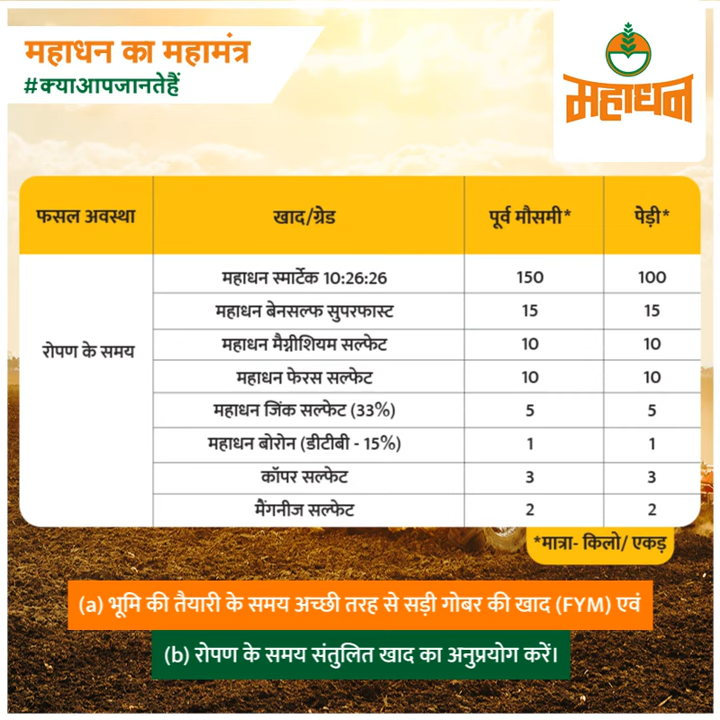 महाधन का महामंत्र
#क्याआपजानतेहैं
महाधन
फसल अवस्था खाद/ग्रेड पूर्व मौसमी* पेड़ी*
रोपण के समय
महाधन स्मार्टेक 10:26:26 150 100
महाधन बेनसल्फ सुपरफास्ट 15 15
महाधन मैग्नीशियम सल्फेट 10 10
महाधन फेरस सल्फेट 10 10
महाधन जिंक सल्फेट (33%) 5 5
महाधन बोरोन (डीटीबी - 15%) 1 1
कॉपर सल्फेट 3 3
मैंगनीज सल्फेट 2 2
*मात्रा- किलो/ एकड़
(a) भूमि की तैयारी के समय अच्छी तरह से सड़ी गोबर की खाद (FYM) एवं
(b) रोपण के समय संतुलित खाद का अनुप्रयोग करें।